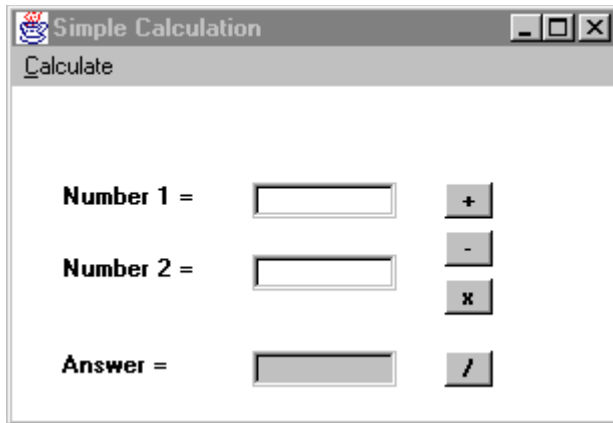 Simple Calculation
Calculate
Number 1 =
+
-
Number 2 =
x
Answer =
/